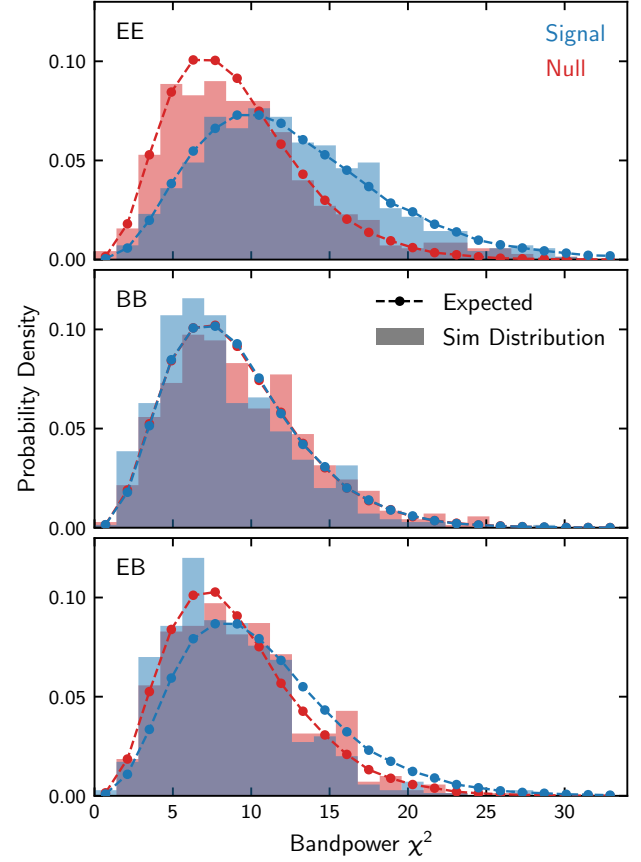 EE
Signal
Null
0.10
0.05
0.00
BB
Expected
Sim Distribution
0.10
0.05
0.00
Probability Density
EB
0.10
0.05
0.00
0 5 10 15 20 25 30
Bandpower χ²